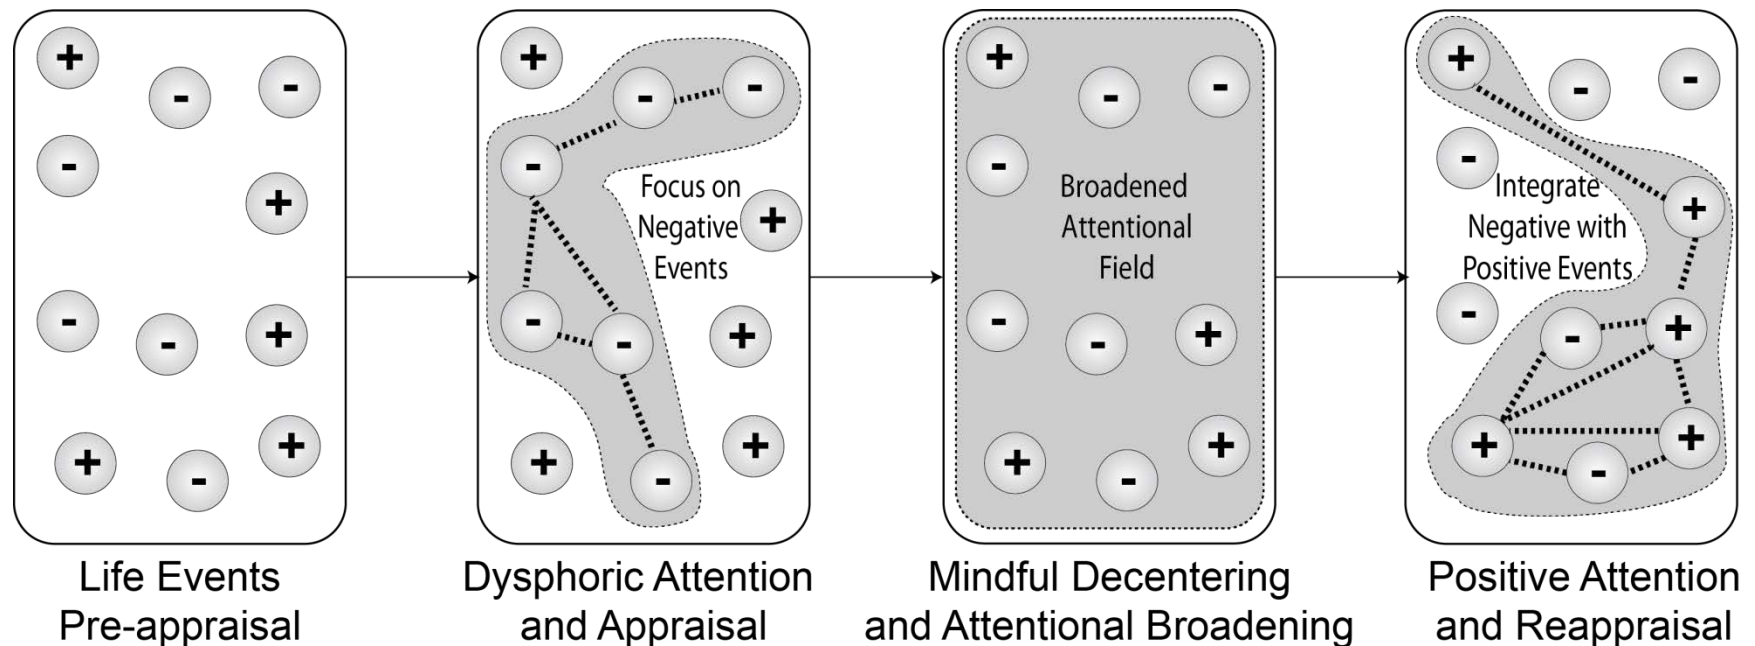 Focus on
Negative
Events
Broadened
Attentional
Field
Integrate
Negative with
Positive Events
Life Events
Pre-appraisal
Dysphoric Attention
and Appraisal
Mindful Decentering
and Attentional Broadening
Positive Attention
and Reappraisal